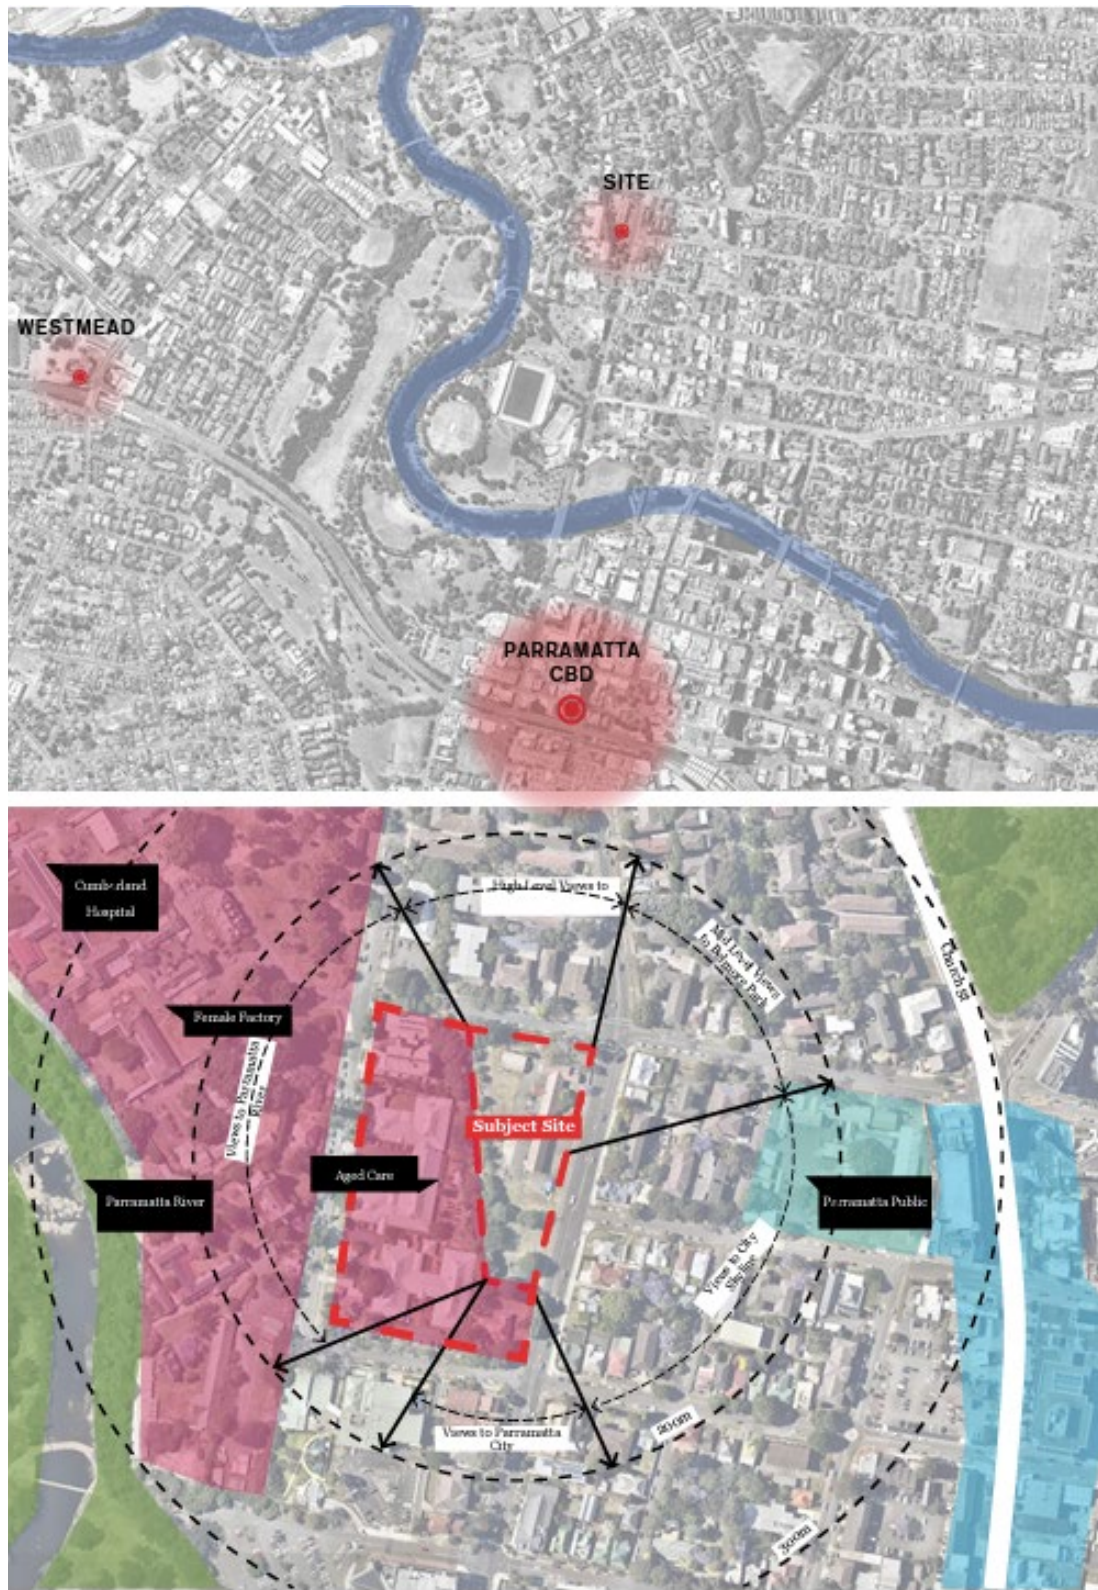 SITE
WESTMEAD
PARRAMATTA
CBD
Cumberland
Hospital
High Level Views to
Mid Level Views
to Belmore Park
Church St
Female Factory
Views to Parramatta
River
Subject Site
Aged Care
Parramatta River
Parramatta Public
Views to City
Skyline
200m
Views to Parramatta
City
300m